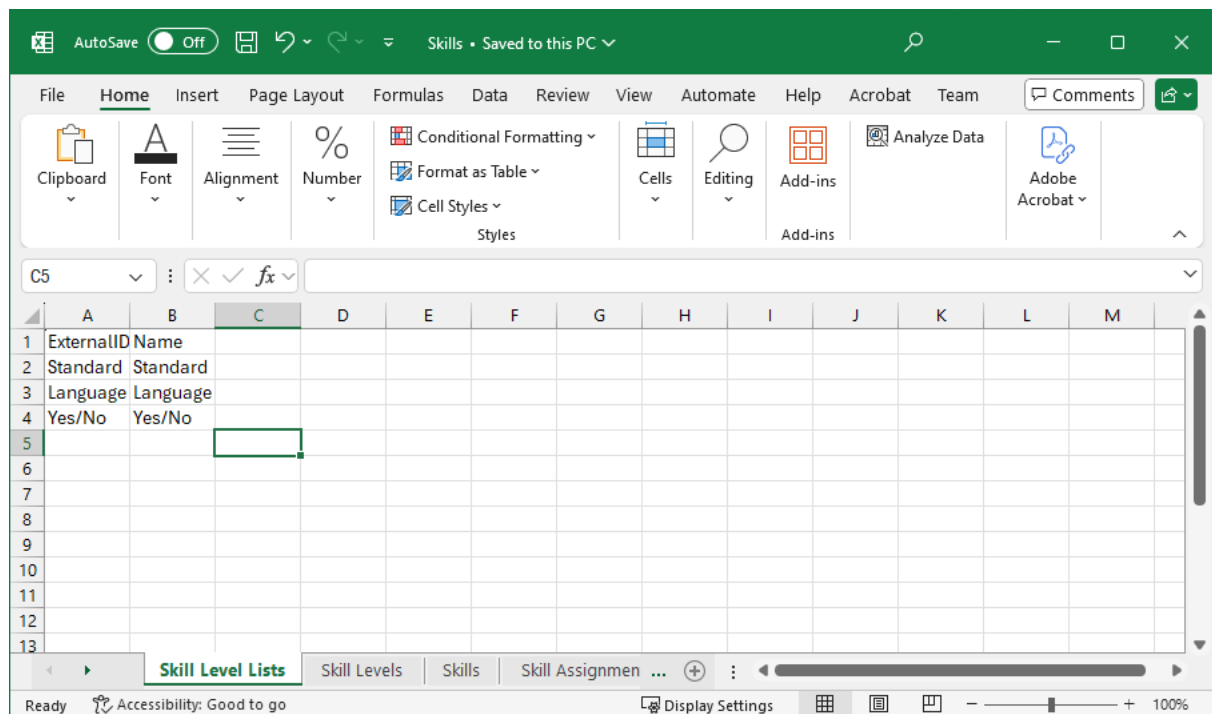 AutoSave Off Skills • Saved to this PC
File Home Insert Page Layout Formulas Data Review View Automate Help Acrobat Team Comments
Clipboard Font Alignment Number Conditional Formatting Format as Table Cell Styles Styles Cells Editing Add-ins Add-ins Analyze Data Adobe Acrobat
C5 fx
A B C D E F G H I J K L M
1 ExternalID Name
2 Standard Standard
3 Language Language
4 Yes/No Yes/No
5
6
7
8
9
10
11
12
13
Skill Level Lists Skill Levels Skills Skill Assignmen ...
Ready Accessibility: Good to go Display Settings 100%